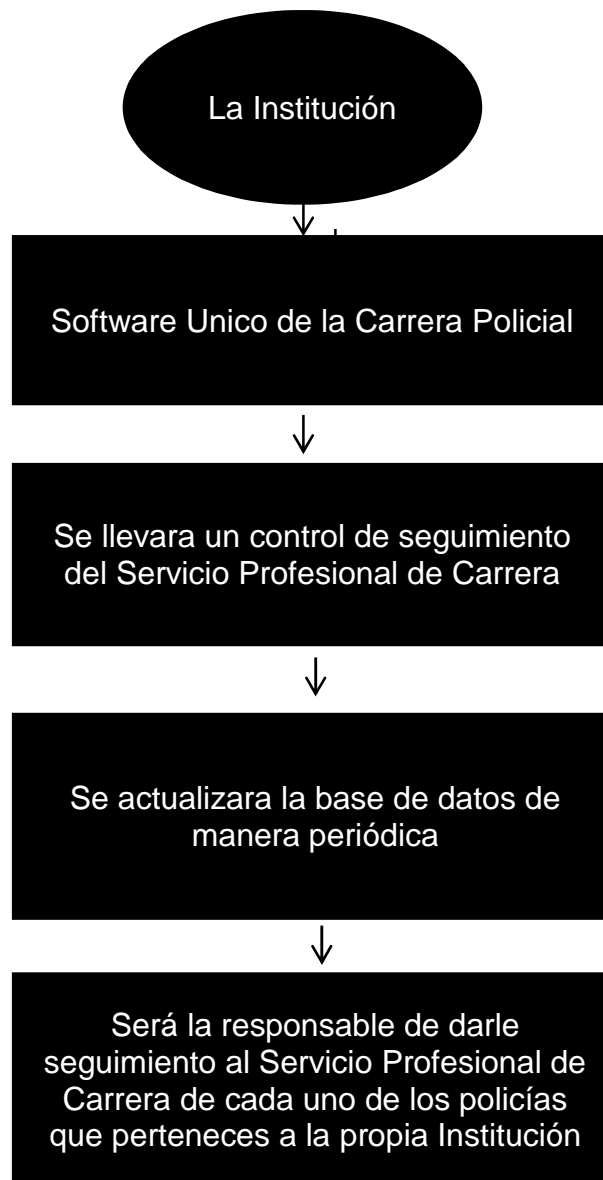 La Institución
Software Unico de la Carrera Policial
Se llevara un control de seguimiento
del Servicio Profesional de Carrera
Se actualizara la base de datos de
manera periódica
Será la responsable de darle
seguimiento al Servicio Profesional de
Carrera de cada uno de los policías
que perteneces a la propia Institución